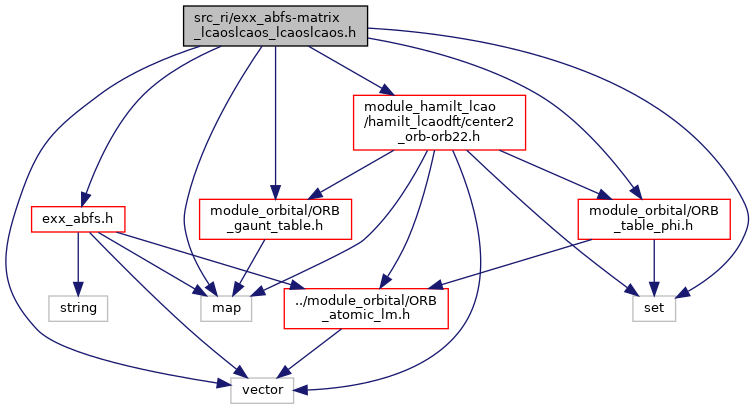 src_ri/exx_abfs-matrix
_lcaoslcaos_lcaoslcaos.h
module_hamilt_lcao
/hamilt_lcaodft/center2
_orb-orb22.h
exx_abfs.h
module_orbital/ORB
_gaunt_table.h
module_orbital/ORB
_table_phi.h
string
map
../module_orbital/ORB
_atomic_lm.h
set
vector